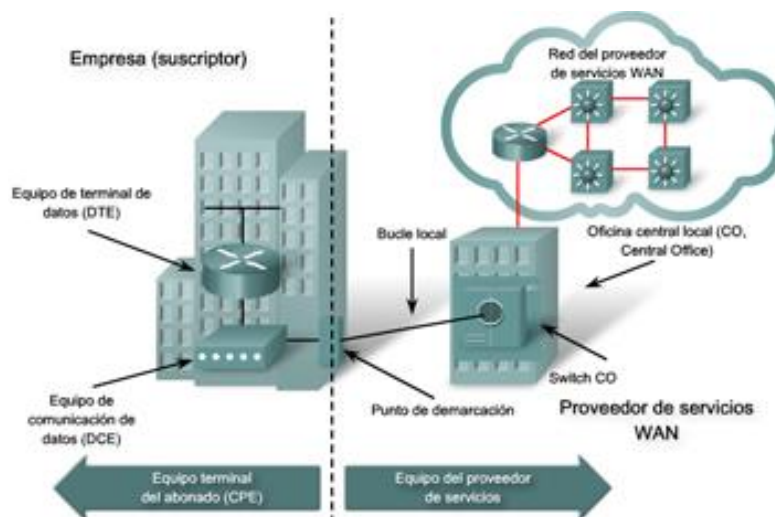 Empresa (suscriptor)
Red del proveedor
de servicios WAN
Equipo de terminal de
datos (DTE)
Bucle local
Oficina central local (CO,
Central Office)
Equipo de
comunicación de
datos (DCE)
Punto de demarcación
Switch CO
Proveedor de servicios
WAN
Equipo terminal
del abonado (CPE)
Equipo del proveedor
de servicios